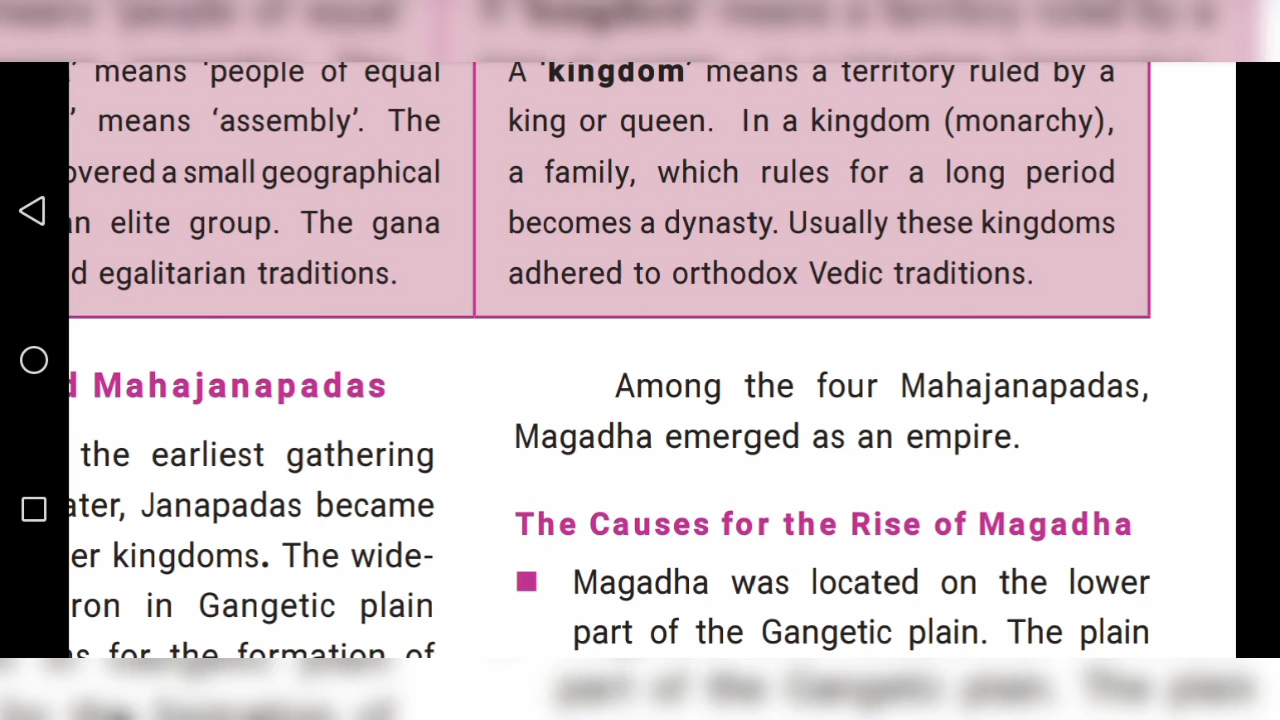 means 'people of equal
' means 'assembly'. The
a small geographical
elite group. The gana
egalitarian traditions.
A 'kingdom' means a territory ruled by a
king or queen. In a kingdom (monarchy),
a family, which rules for a long period
becomes a dynasty. Usually these kingdoms
adhered to orthodox Vedic traditions.
Mahajanapadas
the earliest gathering
Janapadas became
kingdoms. The wide-
in Gangetic plain
for the formation of
Among the four Mahajanapadas,
Magadha emerged as an empire.
The Causes for the Rise of Magadha
■ Magadha was located on the lower
part of the Gangetic plain. The plain